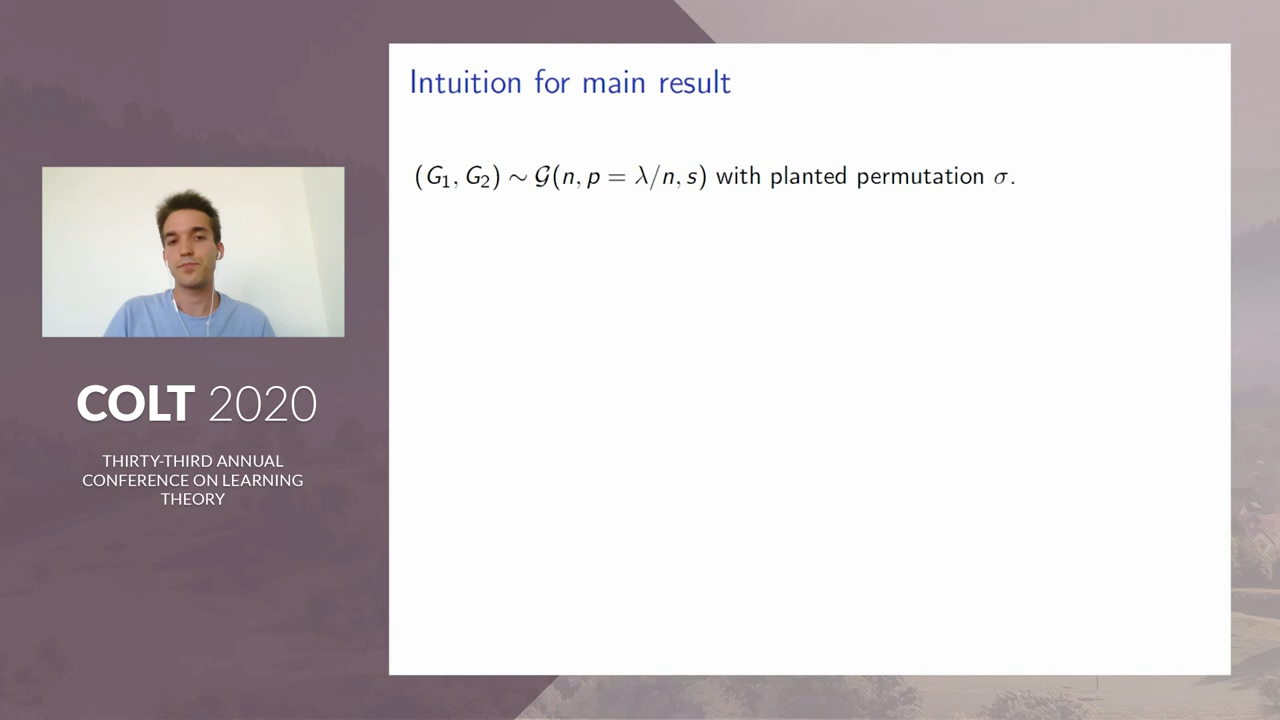 Intuition for main result
(G₁, G₂) ∼ 𝒢(n, p = λ/n, s) with planted permutation σ.
COLT 2020
THIRTY-THIRD ANNUAL
CONFERENCE ON LEARNING
THEORY